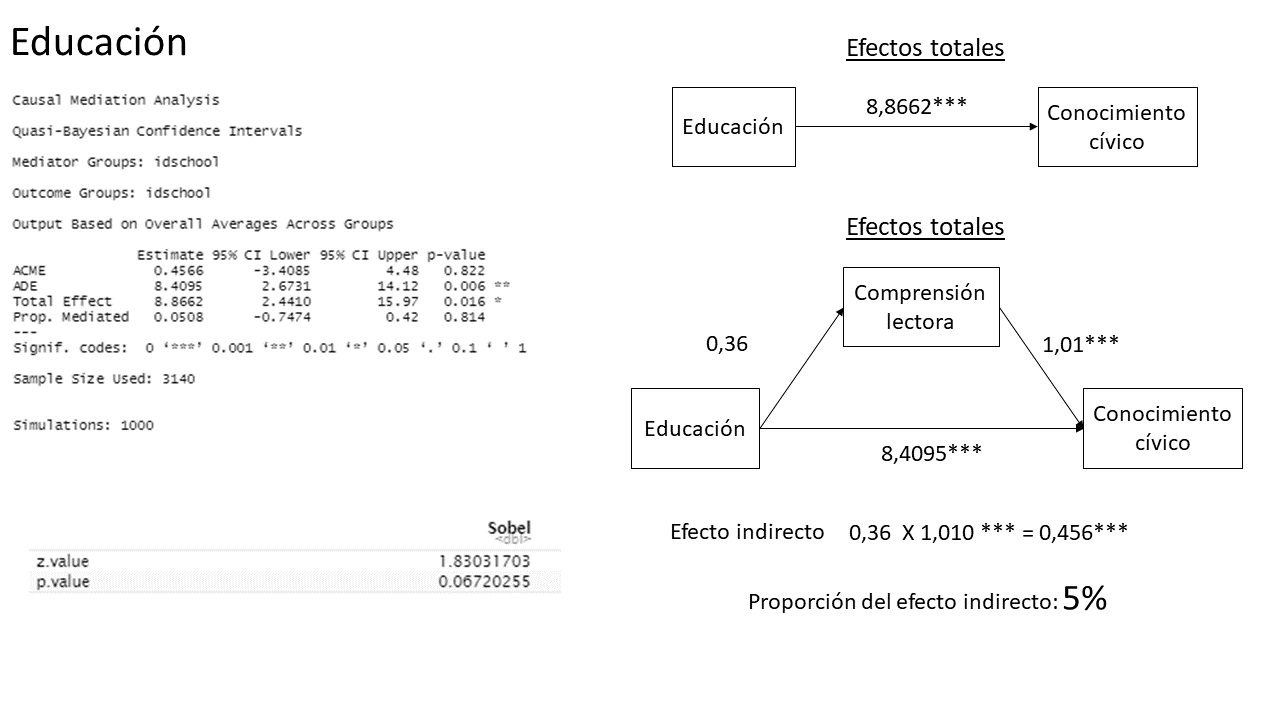 Educación
Causal Mediation Analysis
Quasi-Bayesian Confidence Intervals
Mediator Groups: idschool
Outcome Groups: idschool
Output Based on Overall Averages Across Groups
Estimate 95% CI Lower 95% CI Upper p-value
ACME 0.4566 -3.4085 4.48 0.822
ADE 8.4095 2.6731 14.12 0.006 **
Total Effect 8.8662 2.4410 15.97 0.016 *
Prop. Mediated 0.0508 -0.7474 0.42 0.814
---
Signif. codes: 0 ‘***’ 0.001 ‘**’ 0.01 ‘*’ 0.05 ‘.’ 0.1 ‘ ’ 1
Sample Size Used: 3140
Simulations: 1000
Sobel
<dbl>
z.value 1.83031703
p.value 0.06720255
Efectos totales
8,8662***
Educación
Conocimiento
cívico
Efectos totales
Comprensión
lectora
0,36
1,01***
Educación
Conocimiento
cívico
8,4095***
Efecto indirecto 0,36 X 1,010 *** = 0,456***
Proporción del efecto indirecto: 5%